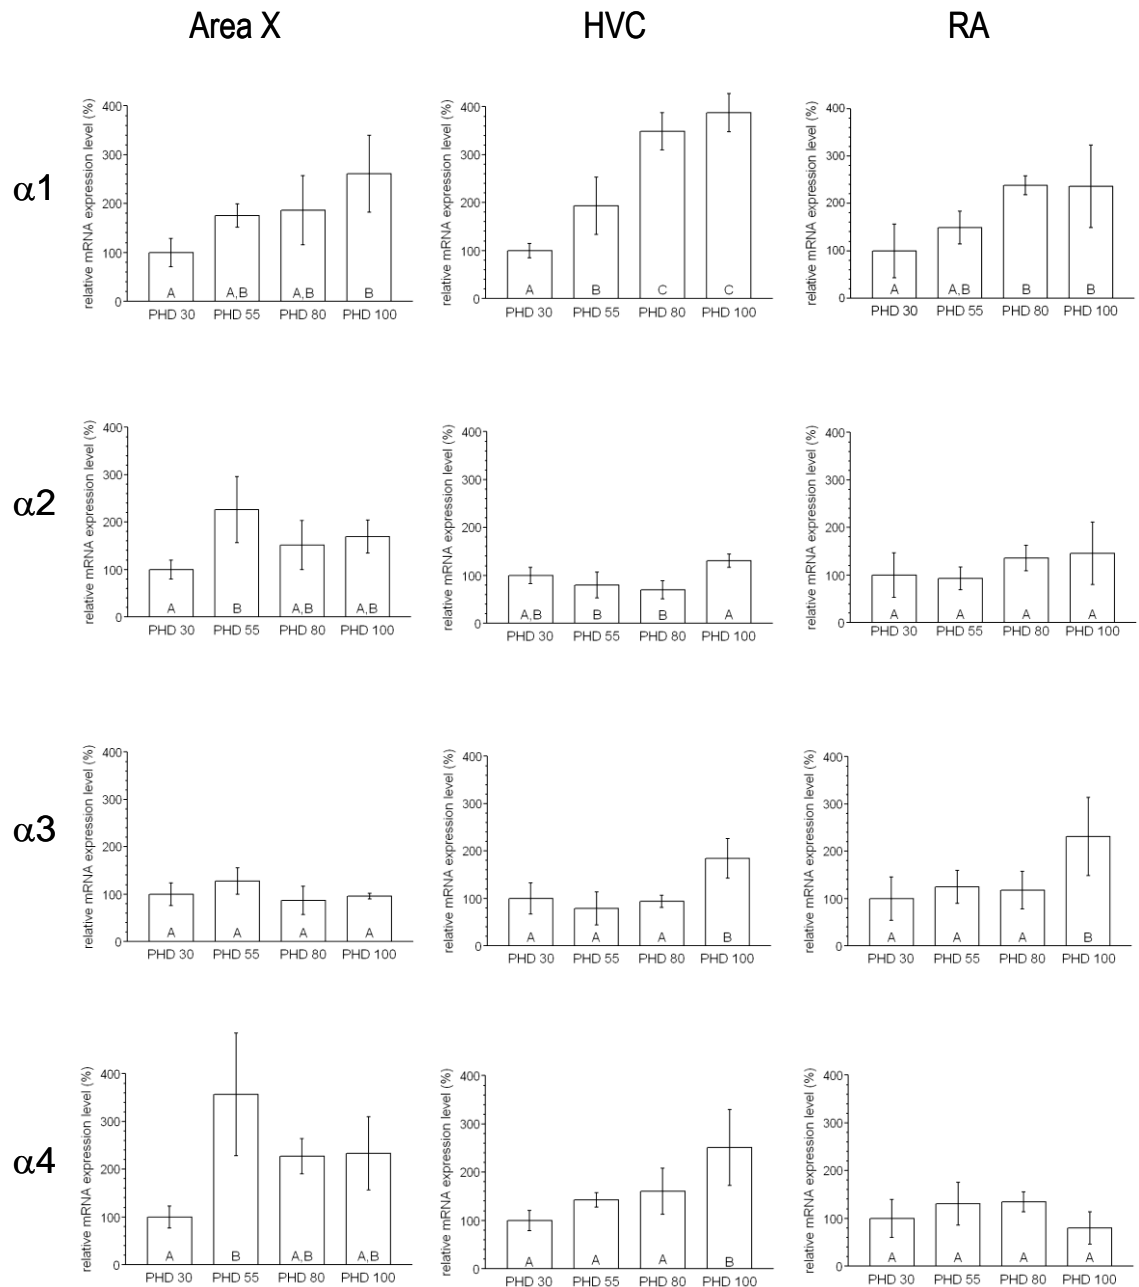 Area X HVC RA
α1
relative mRNA expression level (%)
400
300
200
100
0
A A,B A,B B
PHD 30 PHD 55 PHD 80 PHD 100
relative mRNA expression level (%)
400
300
200
100
0
A B C C
PHD 30 PHD 55 PHD 80 PHD 100
relative mRNA expression level (%)
400
300
200
100
0
A A,B B B
PHD 30 PHD 55 PHD 80 PHD 100
α2
relative mRNA expression level (%)
400
300
200
100
0
A B A,B A,B
PHD 30 PHD 55 PHD 80 PHD 100
relative mRNA expression level (%)
400
300
200
100
0
A,B B B A
PHD 30 PHD 55 PHD 80 PHD 100
relative mRNA expression level (%)
400
300
200
100
0
A A A A
PHD 30 PHD 55 PHD 80 PHD 100
α3
relative mRNA expression level (%)
400
300
200
100
0
A A A A
PHD 30 PHD 55 PHD 80 PHD 100
relative mRNA expression level (%)
400
300
200
100
0
A A A B
PHD 30 PHD 55 PHD 80 PHD 100
relative mRNA expression level (%)
400
300
200
100
0
A A A B
PHD 30 PHD 55 PHD 80 PHD 100
α4
relative mRNA expression level (%)
400
300
200
100
0
A B A,B A,B
PHD 30 PHD 55 PHD 80 PHD 100
relative mRNA expression level (%)
400
300
200
100
0
A A A B
PHD 30 PHD 55 PHD 80 PHD 100
relative mRNA expression level (%)
400
300
200
100
0
A A A A
PHD 30 PHD 55 PHD 80 PHD 100